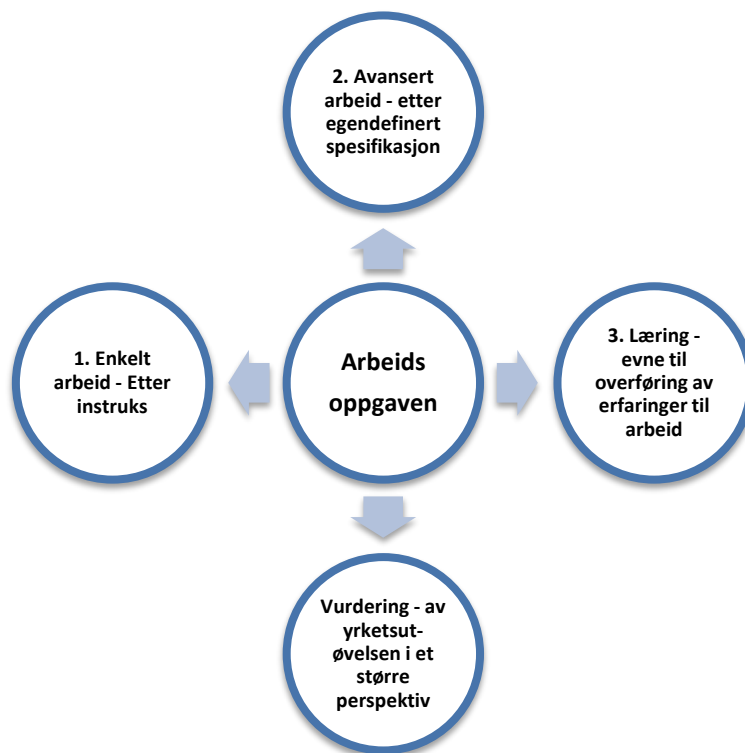 2. Avansert
arbeid - etter
egendefinert
spesifikasjon
1. Enkelt
arbeid - Etter
instruks
Arbeids
oppgaven
3. Læring -
evne til
overføring av
erfaringer til
arbeid
Vurdering - av
yrketsut-
øvelsen i et
større
perspektiv